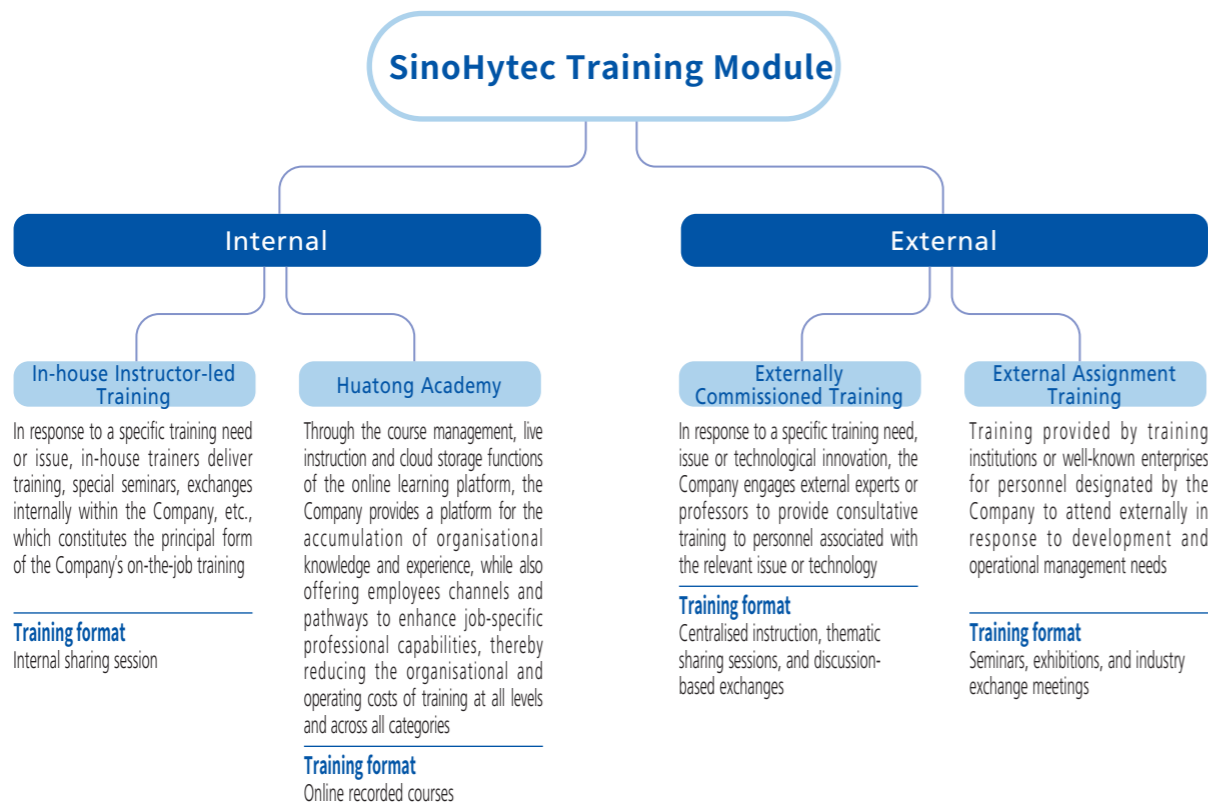 SinoHytec Training Module
Internal
External
In-house Instructor-led
Training
In response to a specific training need
or issue, in-house trainers deliver
training, special seminars, exchanges
internally within the Company, etc.,
which constitutes the principal form
of the Company's on-the-job training
Training format
Internal sharing session
Huatong Academy
Through the course management, live
instruction and cloud storage functions
of the online learning platform, the
Company provides a platform for the
accumulation of organisational
knowledge and experience, while also
offering employees channels and
pathways to enhance job-specific
professional capabilities, thereby
reducing the organisational and
operating costs of training at all levels
and across all categories
Training format
Online recorded courses
Externally
Commissioned Training
In response to a specific training need,
issue or technological innovation, the
Company engages external experts or
professors to provide consultative
training to personnel associated with
the relevant issue or technology
Training format
Centralised instruction, thematic
sharing sessions, and discussion-
based exchanges
External Assignment
Training
Training provided by training
institutions or well-known enterprises
for personnel designated by the
Company to attend externally in
response to development and
operational management needs
Training format
Seminars, exhibitions, and industry
exchange meetings